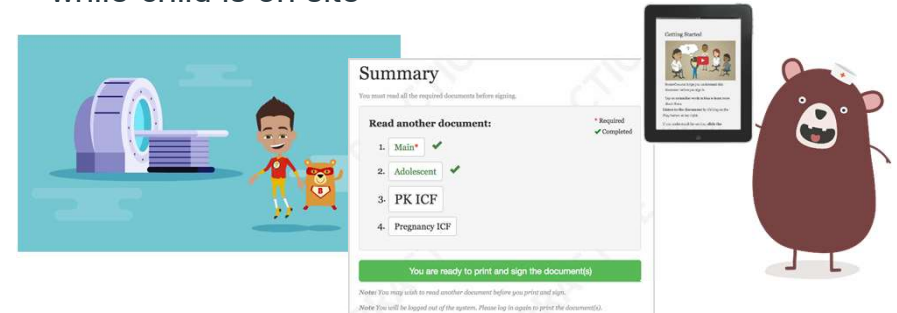 while child is on site
Summary
You must read all the required documents before signing.
Read another document:
* Required
✔Completed
1. Main* ✔
2. Adolescent ✔
3. PK ICF
4. Pregnancy ICF
You are ready to print and sign the document(s)
Note: You may wish to read another document before you print and sign.
Note You will be logged out of the system. Please log in again to print the document(s).
Getting Started
B